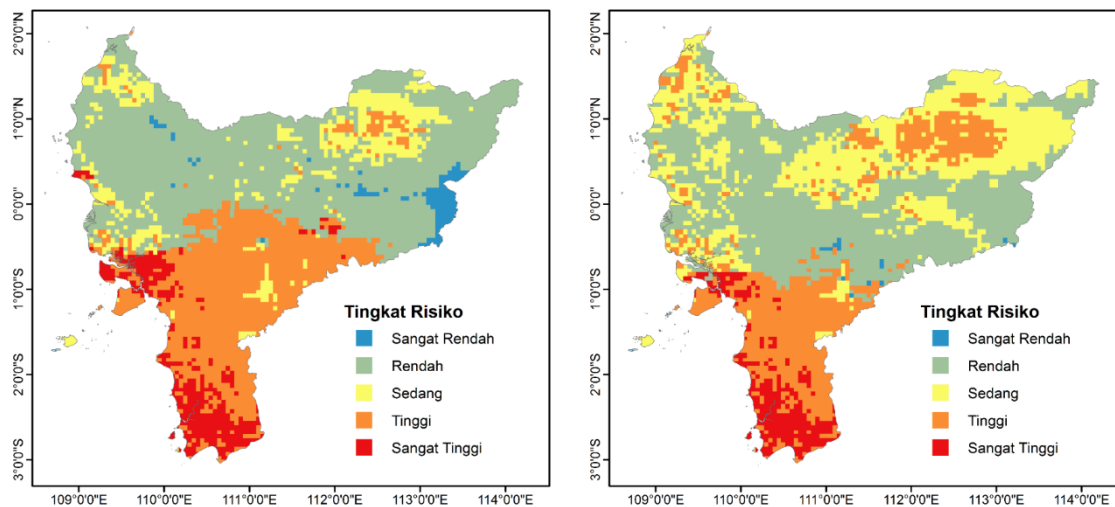 2°0'0"N
1°0'0"N
0°0'0"
1°0'0"S
2°0'0"S
3°0'0"S
109°0'0"E 110°0'0"E 111°0'0"E 112°0'0"E 113°0'0"E 114°0'0"E
Tingkat Risiko
Sangat Rendah
Rendah
Sedang
Tinggi
Sangat Tinggi
2°0'0"N
1°0'0"N
0°0'0"
1°0'0"S
2°0'0"S
3°0'0"S
109°0'0"E 110°0'0"E 111°0'0"E 112°0'0"E 113°0'0"E 114°0'0"E
Tingkat Risiko
Sangat Rendah
Rendah
Sedang
Tinggi
Sangat Tinggi